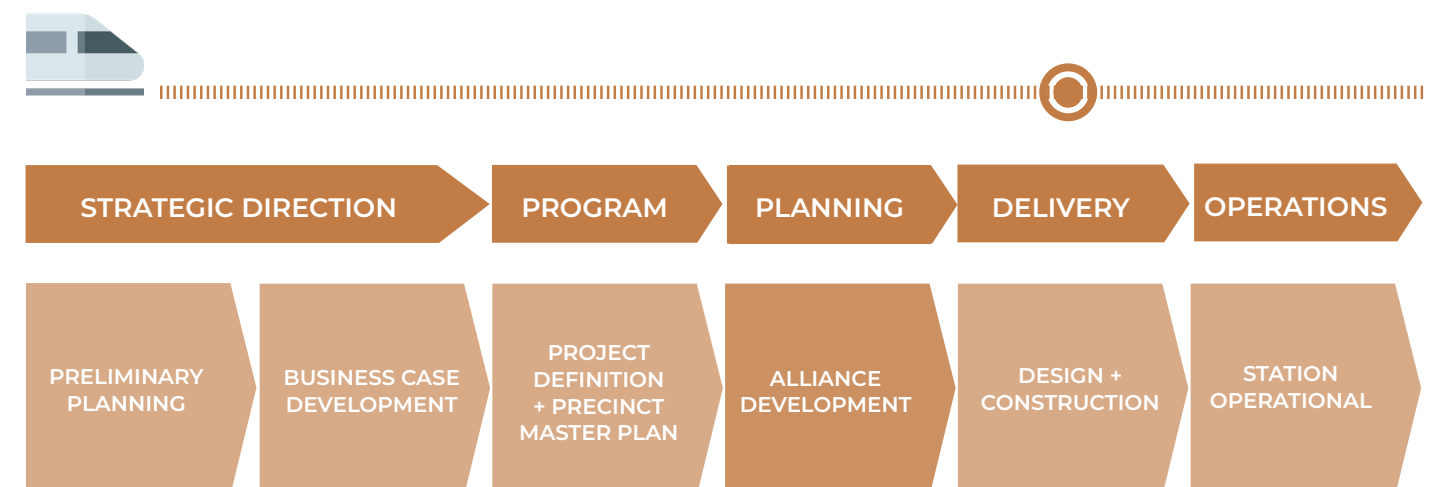 STRATEGIC DIRECTION
PROGRAM
PLANNING
DELIVERY
OPERATIONS
PRELIMINARY
PLANNING
BUSINESS CASE
DEVELOPMENT
PROJECT
DEFINITION
+ PRECINCT
MASTER PLAN
ALLIANCE
DEVELOPMENT
DESIGN +
CONSTRUCTION
STATION
OPERATIONAL